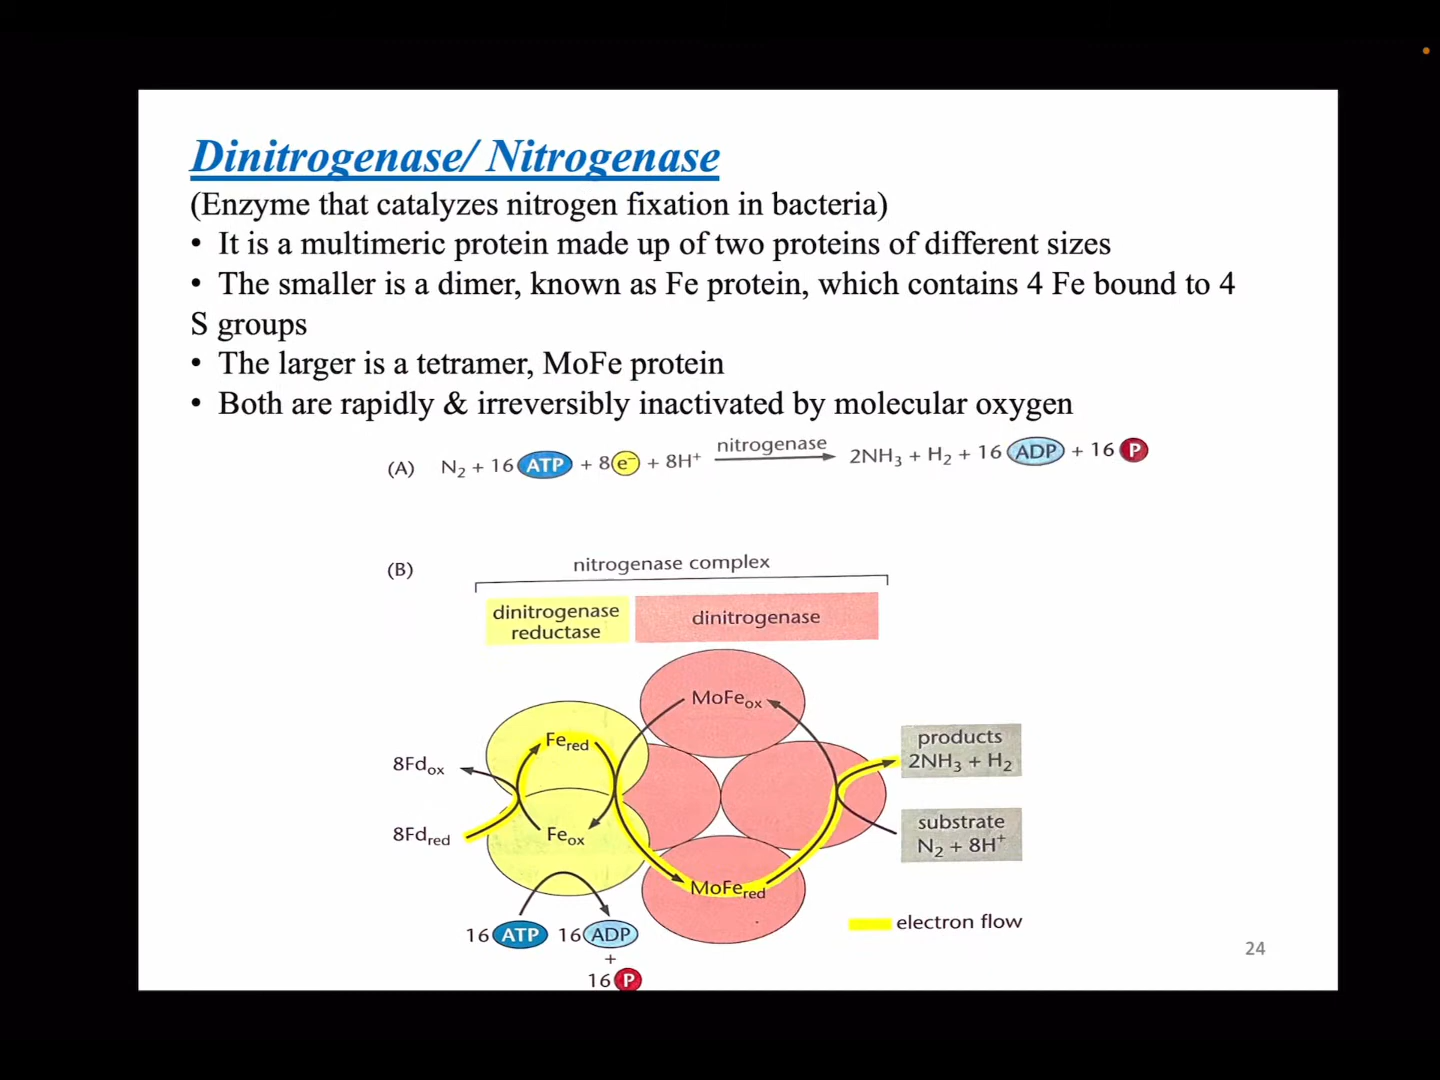 Dinitrogenase/ Nitrogenase
(Enzyme that catalyzes nitrogen fixation in bacteria)
• It is a multimeric protein made up of two proteins of different sizes
• The smaller is a dimer, known as Fe protein, which contains 4 Fe bound to 4
S groups
• The larger is a tetramer, MoFe protein
• Both are rapidly & irreversibly inactivated by molecular oxygen
(A) N₂ + 16 ATP + 8 e⁻ + 8H⁺ nitrogenase 2NH₃ + H₂ + 16 ADP + 16 P
(B)
nitrogenase complex
dinitrogenase
reductase
dinitrogenase
MoFeox
Fered
8Fdox
8Fdred
Feox
MoFered
products
2NH₃ + H₂
substrate
N₂ + 8H⁺
electron flow
16 ATP 16 ADP
+
16 P
24